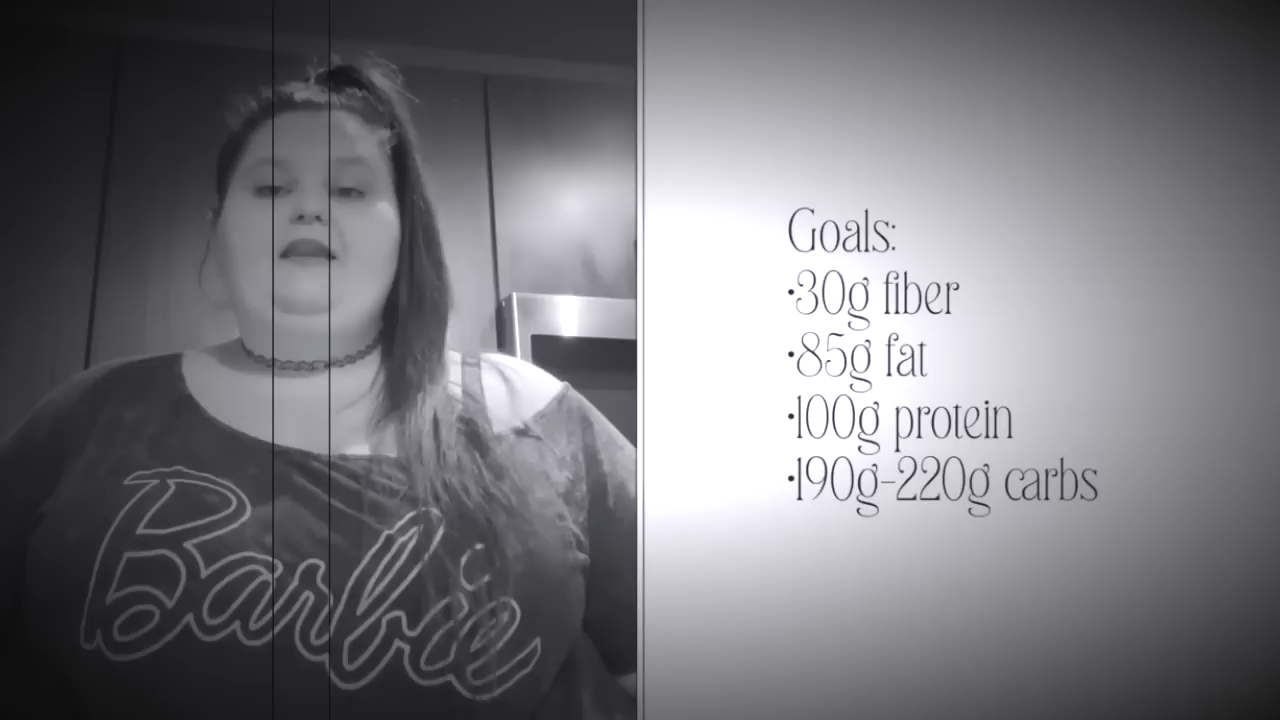 Barbie
Goals:
•30g fiber
•85g fat
•100g protein
•190g-220g carbs